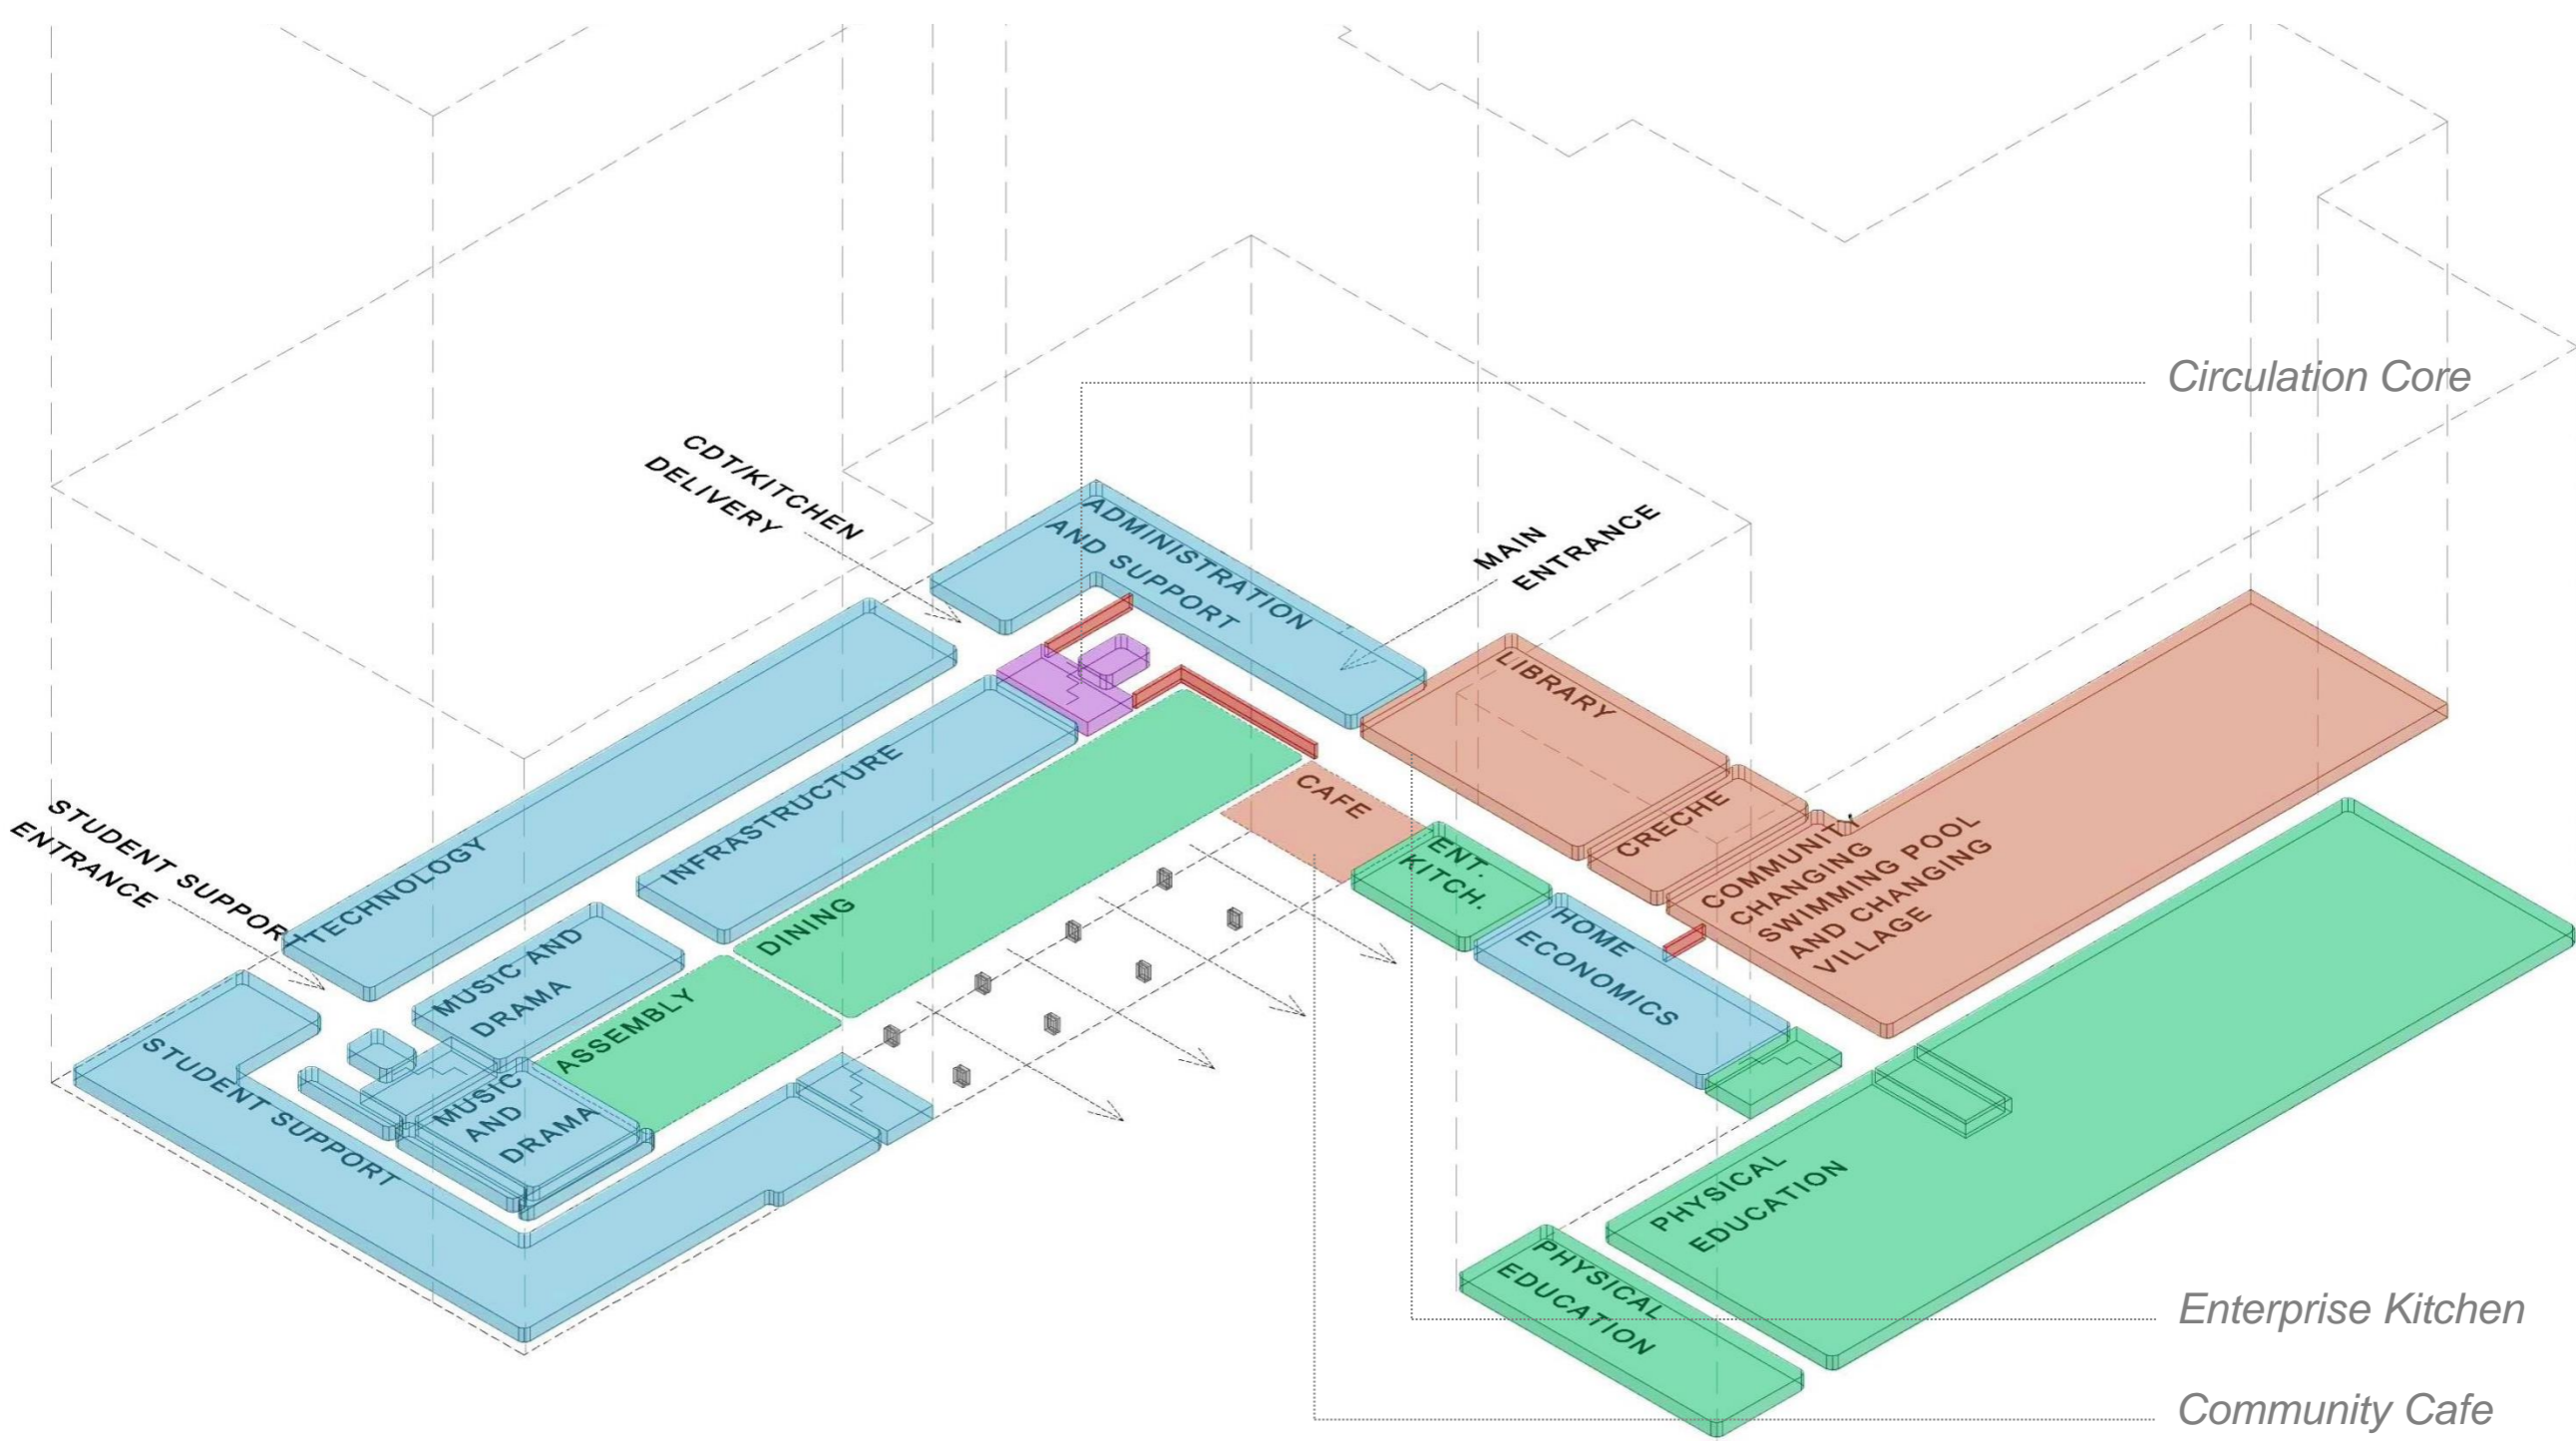 Circulation Core
CDT/KITCHEN
DELIVERY
ADMINISTRATION
AND SUPPORT
MAIN
ENTRANCE
LIBRARY
INFRASTRUCTURE
CAFE
CRECHE
ENT.
KITCH.
STUDENT SUPPORT
ENTRANCE
TECHNOLOGY
DINING
COMMUNITY
CHANGING
SWIMMING POOL
AND CHANGING
VILLAGE
HOME
ECONOMICS
MUSIC AND
DRAMA
ASSEMBLY
STUDENT SUPPORT
MUSIC
AND
DRAMA
PHYSICAL
EDUCATION
PHYSICAL
EDUCATION
Enterprise Kitchen
Community Cafe